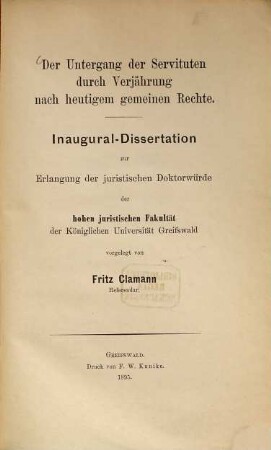 Der Untergang der Servituten
durch Verjährung
nach heutigem gemeinen Rechte.
Inaugural-Dissertation
zur
Erlangung der juristischen Doktorwürde
der
hohen juristischen Fakultät
der Königlichen Universität Greifswald
vorgelegt von
Fritz Clamann
Referendar.
GREIFSWALD.
Druck von F. W. Kunike.
1895.